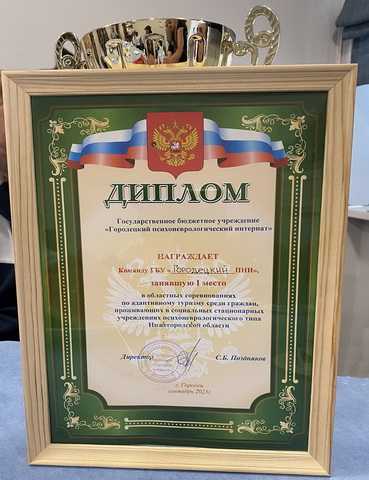 ДИПЛОМ
Государственное бюджетное учреждение
«Городецкий психоневрологический интернат»
НАГРАЖДАЕТ
Команду ГБУ «Городецкий ПНИ»,
занявшую I место
в областных соревнованиях
по адаптивному туризму среди граждан,
проживающих в социальных стационарных
учреждениях психоневрологического типа
Нижегородской области
Директор С.Б. Поздняков
г. Городец
сентябрь